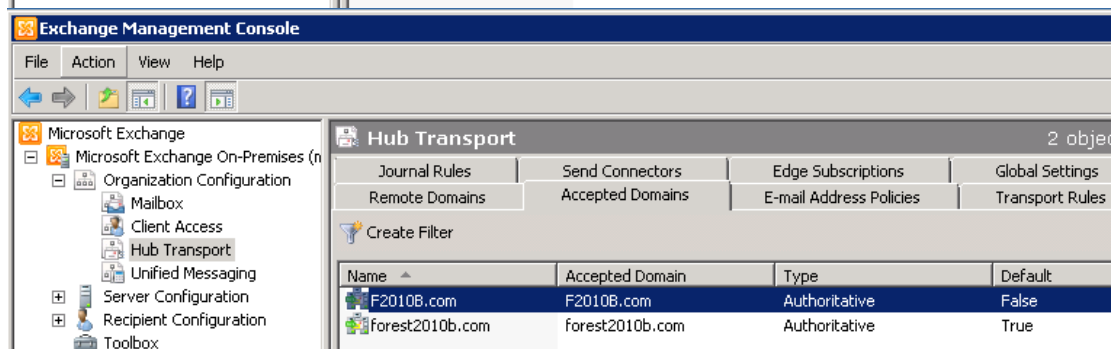 Exchange Management Console
File Action View Help
Microsoft Exchange
Microsoft Exchange On-Premises (n
Organization Configuration
Mailbox
Client Access
Hub Transport
Unified Messaging
Server Configuration
Recipient Configuration
Toolbox
Hub Transport 2 objec
Journal Rules Send Connectors Edge Subscriptions Global Settings
Remote Domains Accepted Domains E-mail Address Policies Transport Rules
Create Filter
Name Accepted Domain Type Default
F2010B.com F2010B.com Authoritative False
forest2010b.com forest2010b.com Authoritative True